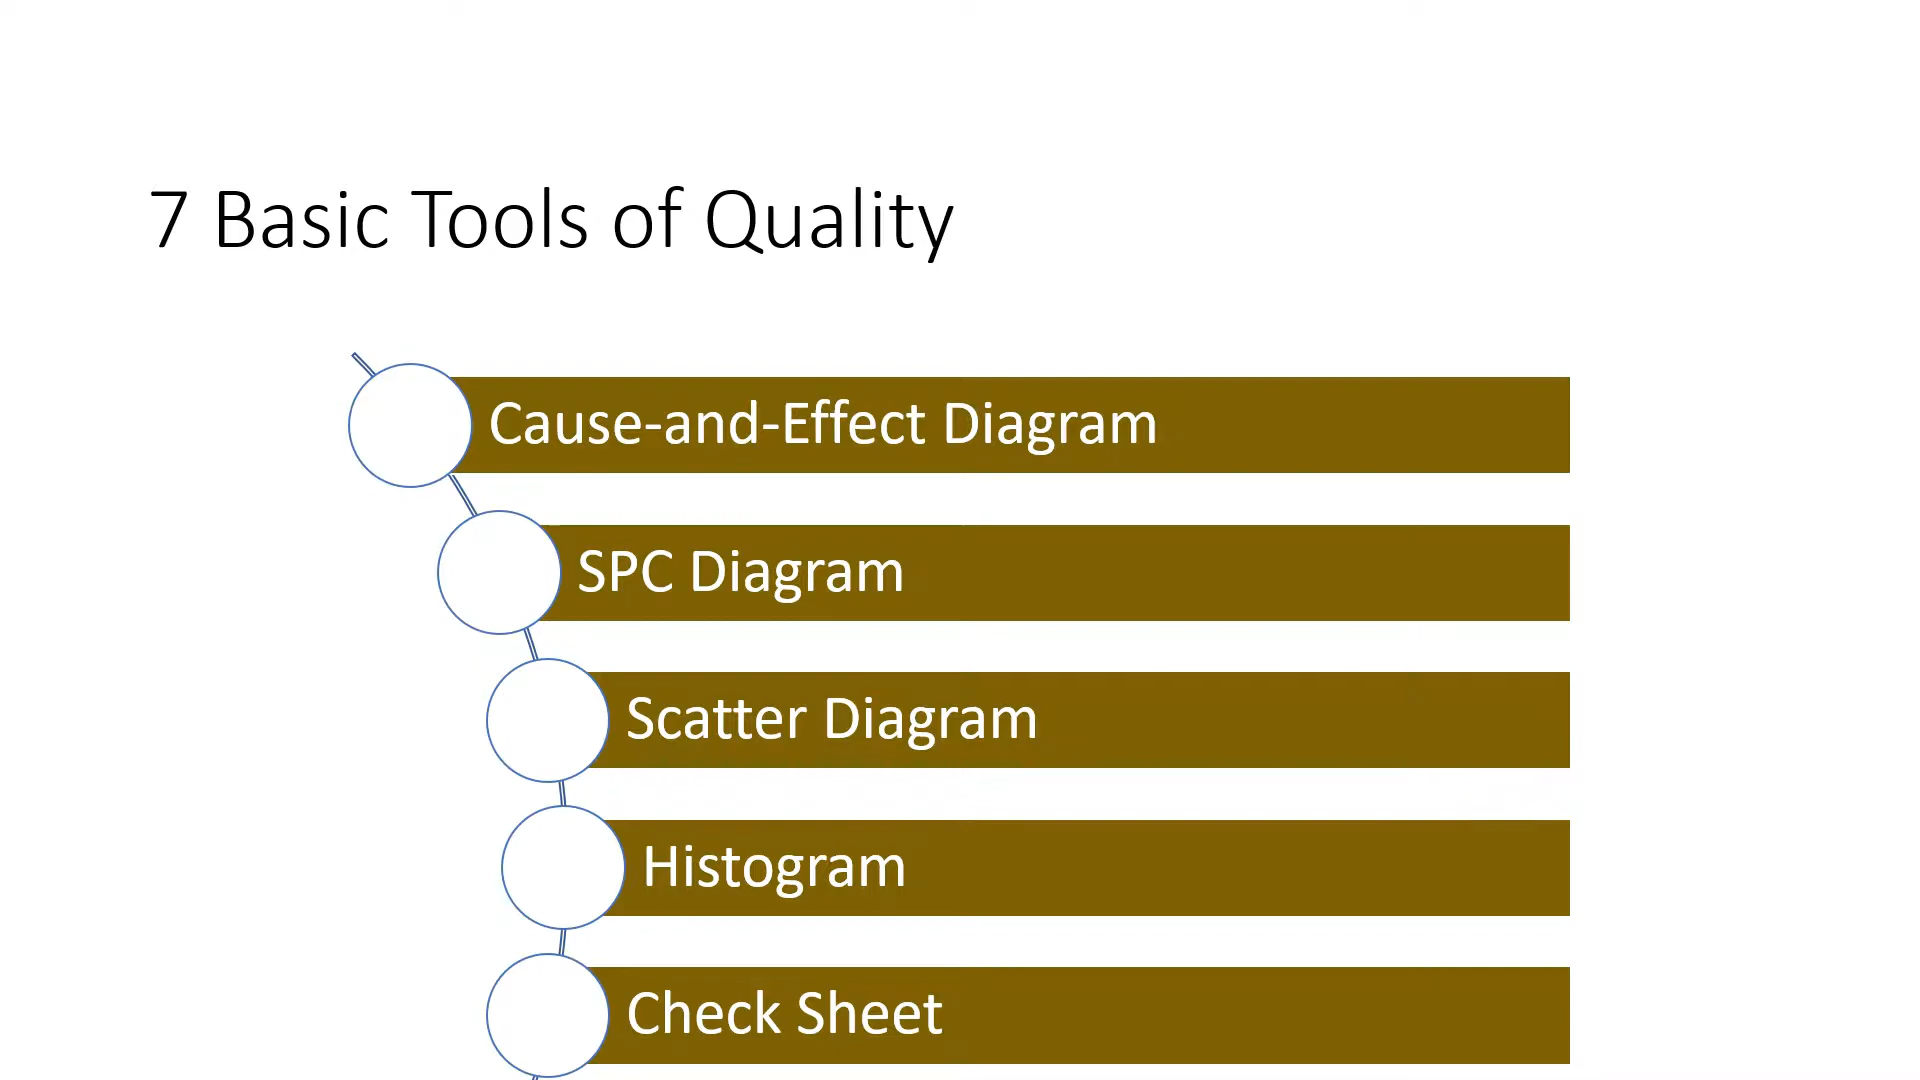 7 Basic Tools of Quality
Cause-and-Effect Diagram
SPC Diagram
Scatter Diagram
Histogram
Check Sheet